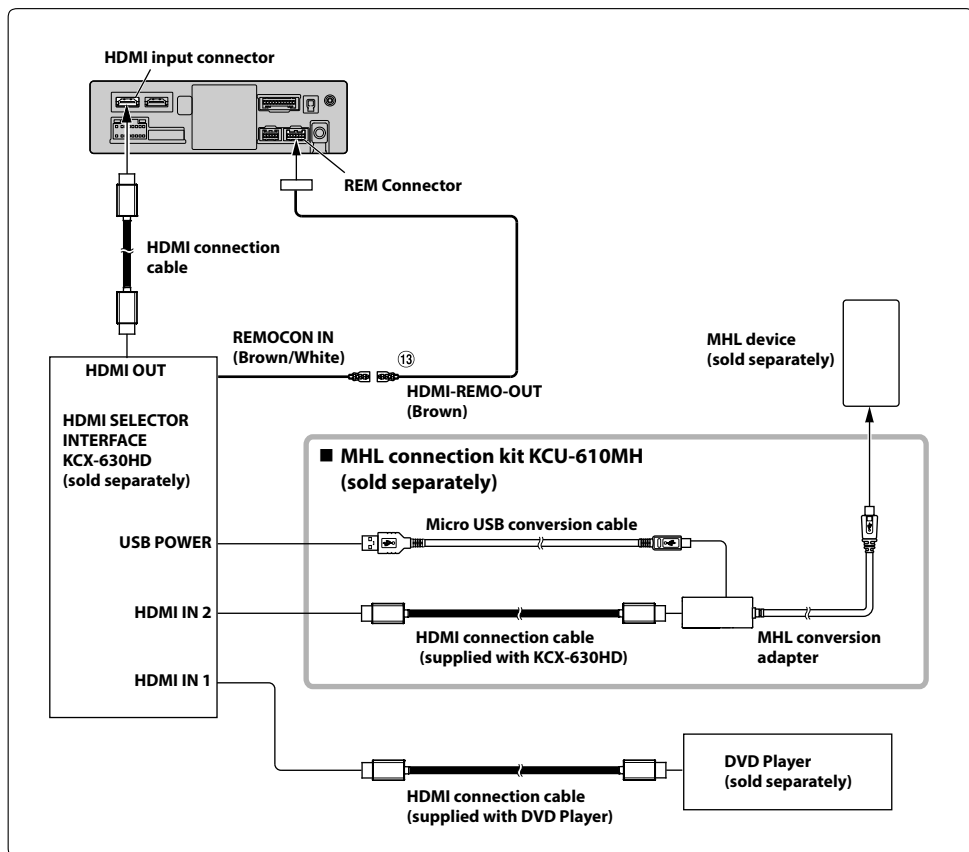 HDMI input connector
REM Connector
HDMI connection
cable
REMOCON IN
(Brown/White)
⑬
HDMI-REMO-OUT
(Brown)
MHL device
(sold separately)
HDMI OUT
HDMI SELECTOR
INTERFACE
KCX-630HD
(sold separately)
■ MHL connection kit KCU-610MH
(sold separately)
Micro USB conversion cable
USB POWER
HDMI IN 2
HDMI connection cable
(supplied with KCX-630HD)
MHL conversion
adapter
HDMI IN 1
DVD Player
(sold separately)
HDMI connection cable
(supplied with DVD Player)